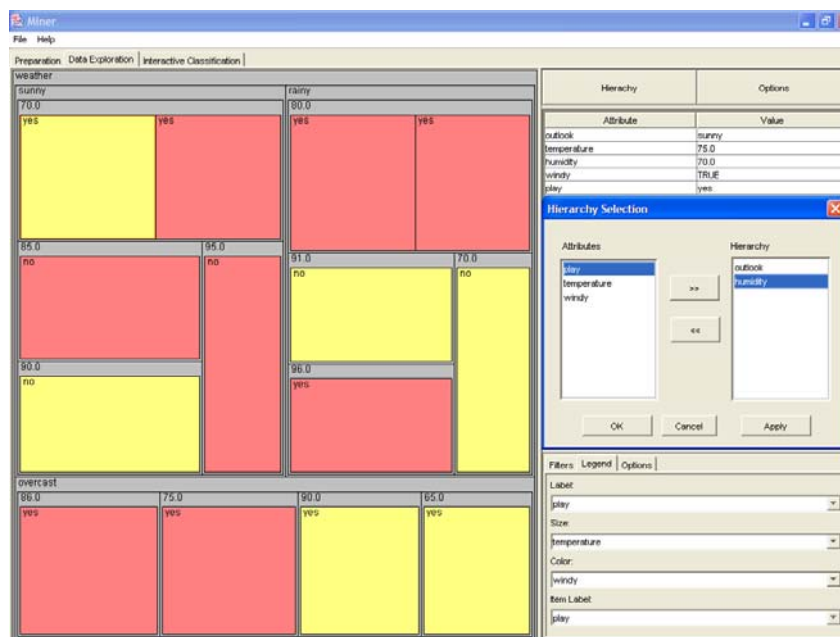 Miner
File Help
Preparation Data Exploration Interactive Classification
weather
sunny rainy
70.0 80.0
yes yes yes yes
85.0 95.0 91.0 70.0
no no no no
90.0 96.0
no yes
overcast
86.0 75.0 90.0 65.0
yes yes yes yes
Hierachy Options
Attribute Value
outlook sunny
temperature 75.0
humidity 70.0
windy TRUE
play yes
Hierarchy Selection
Attributes Hierarchy
play outlook
temperature humidity
windy
>>
<<
OK Cancel Apply
Filters Legend Options
Label:
play
Size:
temperature
Color:
windy
Item Label:
play